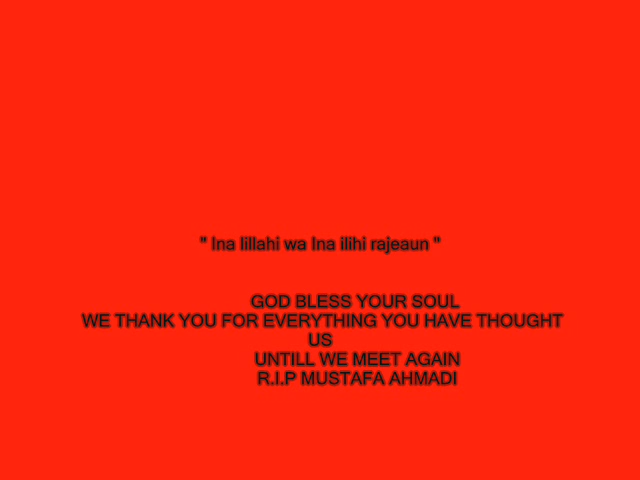 " Ina lillahi wa Ina ilihi rajeaun "
GOD BLESS YOUR SOUL
WE THANK YOU FOR EVERYTHING YOU HAVE THOUGHT
US
UNTILL WE MEET AGAIN
R.I.P MUSTAFA AHMADI